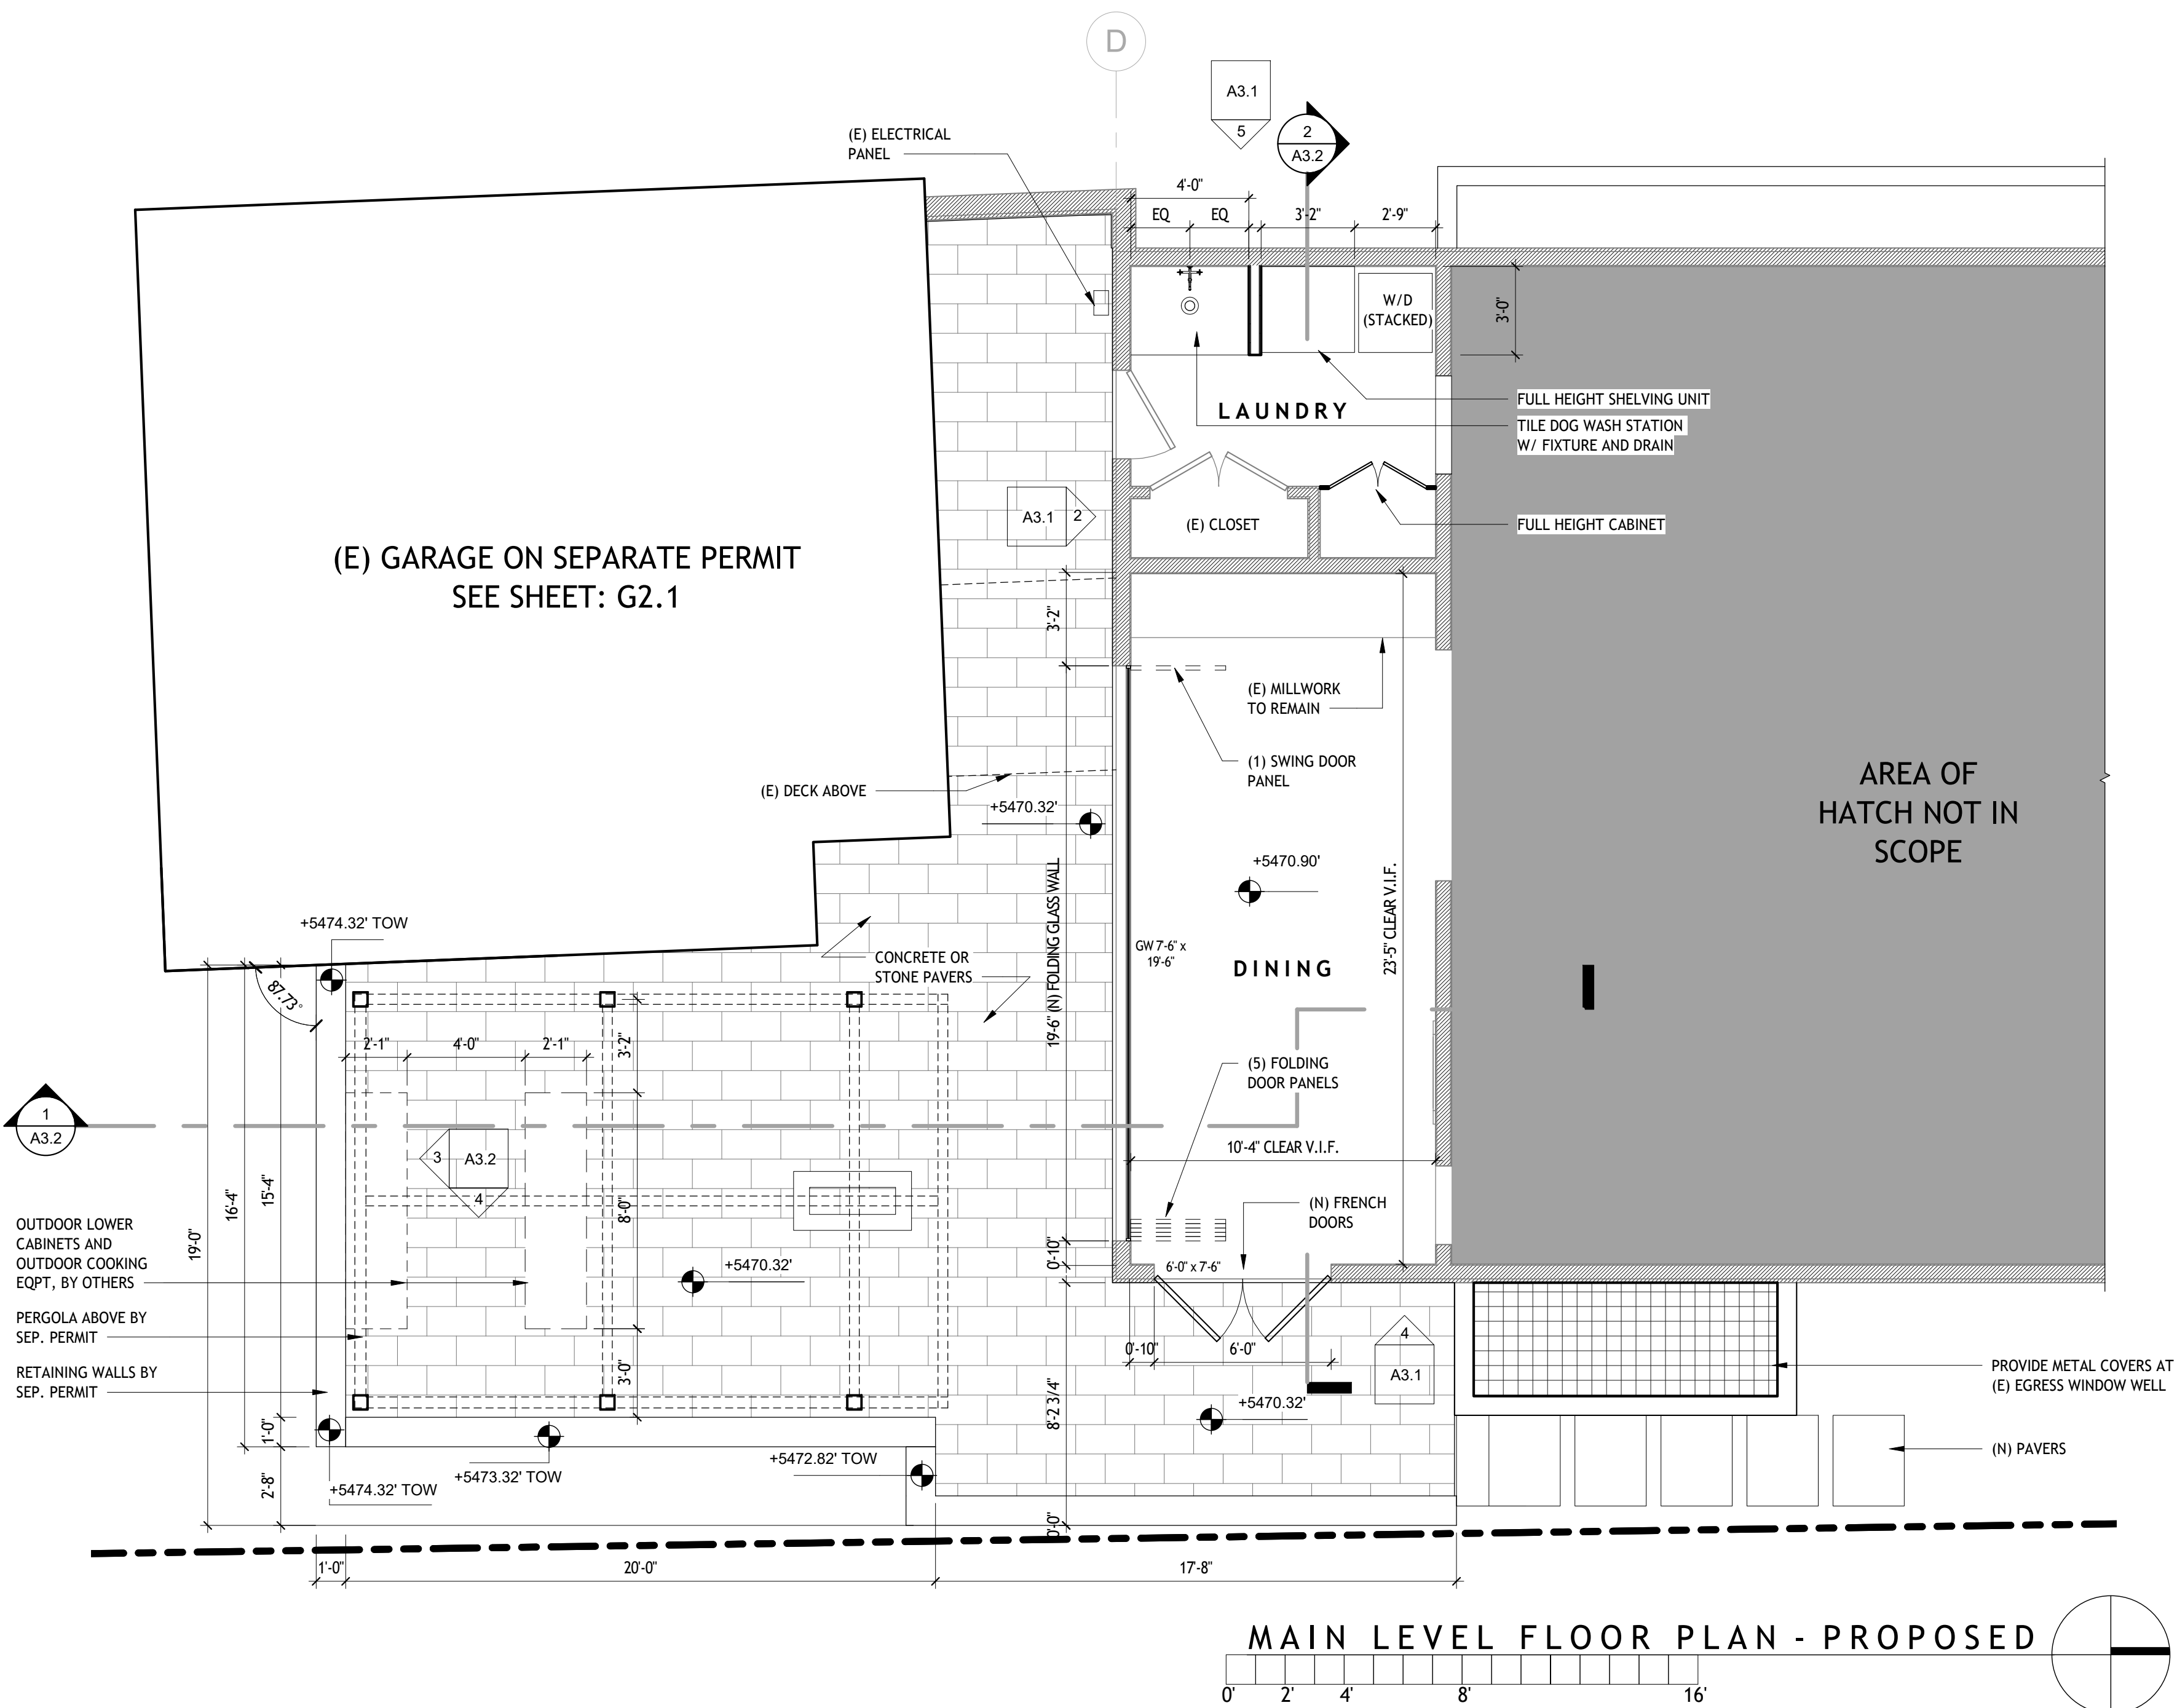 D
A3.1
5
2
A3.2
(E) ELECTRICAL
PANEL
4'-0"
EQ
EQ
3'-2"
2'-9"
W/D
(STACKED)
3'-0"
FULL HEIGHT SHELVING UNIT
LAUNDRY
TILE DOG WASH STATION
W/ FIXTURE AND DRAIN
A3.1
2
(E) CLOSET
FULL HEIGHT CABINET
(E) GARAGE ON SEPARATE PERMIT
SEE SHEET: G2.1
3'-2"
(E) MILLWORK
TO REMAIN
(1) SWING DOOR
PANEL
(E) DECK ABOVE
+5470.32'
AREA OF
HATCH NOT IN
SCOPE
+5470.90'
19'-6" (N) FOLDING GLASS WALL
23'-5" CLEAR V.I.F.
+5474.32' TOW
CONCRETE OR
STONE PAVERS
GW 7'-6" x
19'-6"
DINING
87.73°
2'-1"
4'-0"
2'-1"
3'-2"
(5) FOLDING
DOOR PANELS
1
A3.2
3
A3.2
4
10'-4" CLEAR V.I.F.
8'-0"
(N) FRENCH
DOORS
19'-0"
16'-4"
15'-4"
OUTDOOR LOWER
CABINETS AND
OUTDOOR COOKING
EQPT, BY OTHERS
+5470.32'
0'-10"
6'-0" x 7'-6"
PERGOLA ABOVE BY
SEP. PERMIT
RETAINING WALLS BY
SEP. PERMIT
3'-0"
0'-10"
6'-0"
4
A3.1
PROVIDE METAL COVERS AT
(E) EGRESS WINDOW WELL
8'-2 3/4"
+5470.32'
1'-0"
2'-8"
+5474.32' TOW
+5473.32' TOW
+5472.82' TOW
(N) PAVERS
1'-0"
20'-0"
17'-8"
MAIN LEVEL FLOOR PLAN - PROPOSED
0'
2'
4'
8'
16'